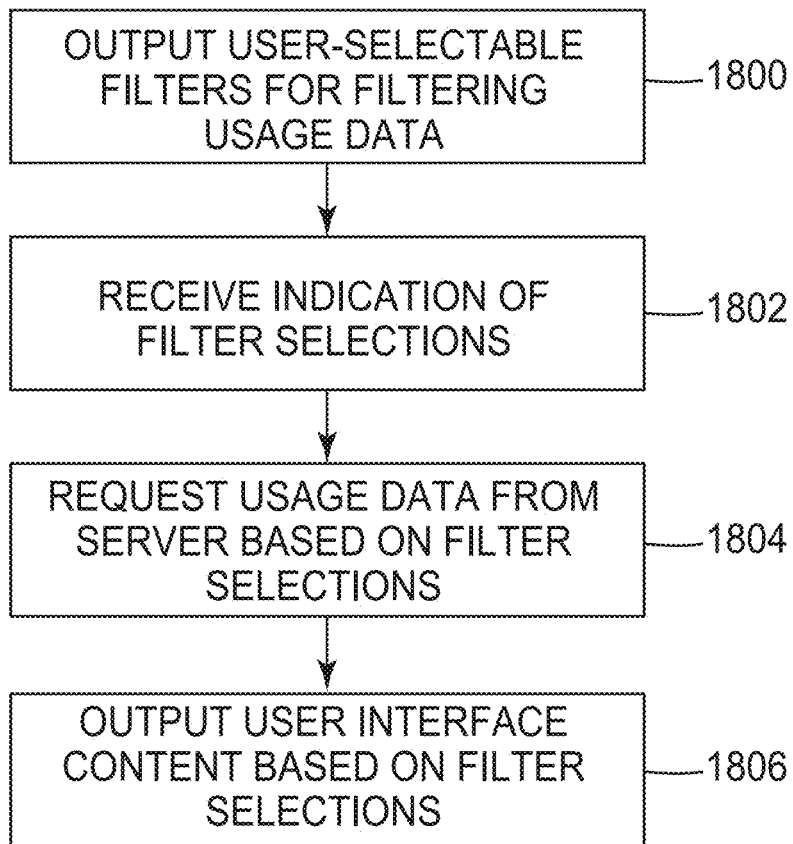 OUTPUT USER-SELECTABLE
FILTERS FOR FILTERING
USAGE DATA
1800
RECEIVE INDICATION OF
FILTER SELECTIONS
1802
REQUEST USAGE DATA FROM
SERVER BASED ON FILTER
SELECTIONS
1804
OUTPUT USER INTERFACE
CONTENT BASED ON FILTER
SELECTIONS
1806